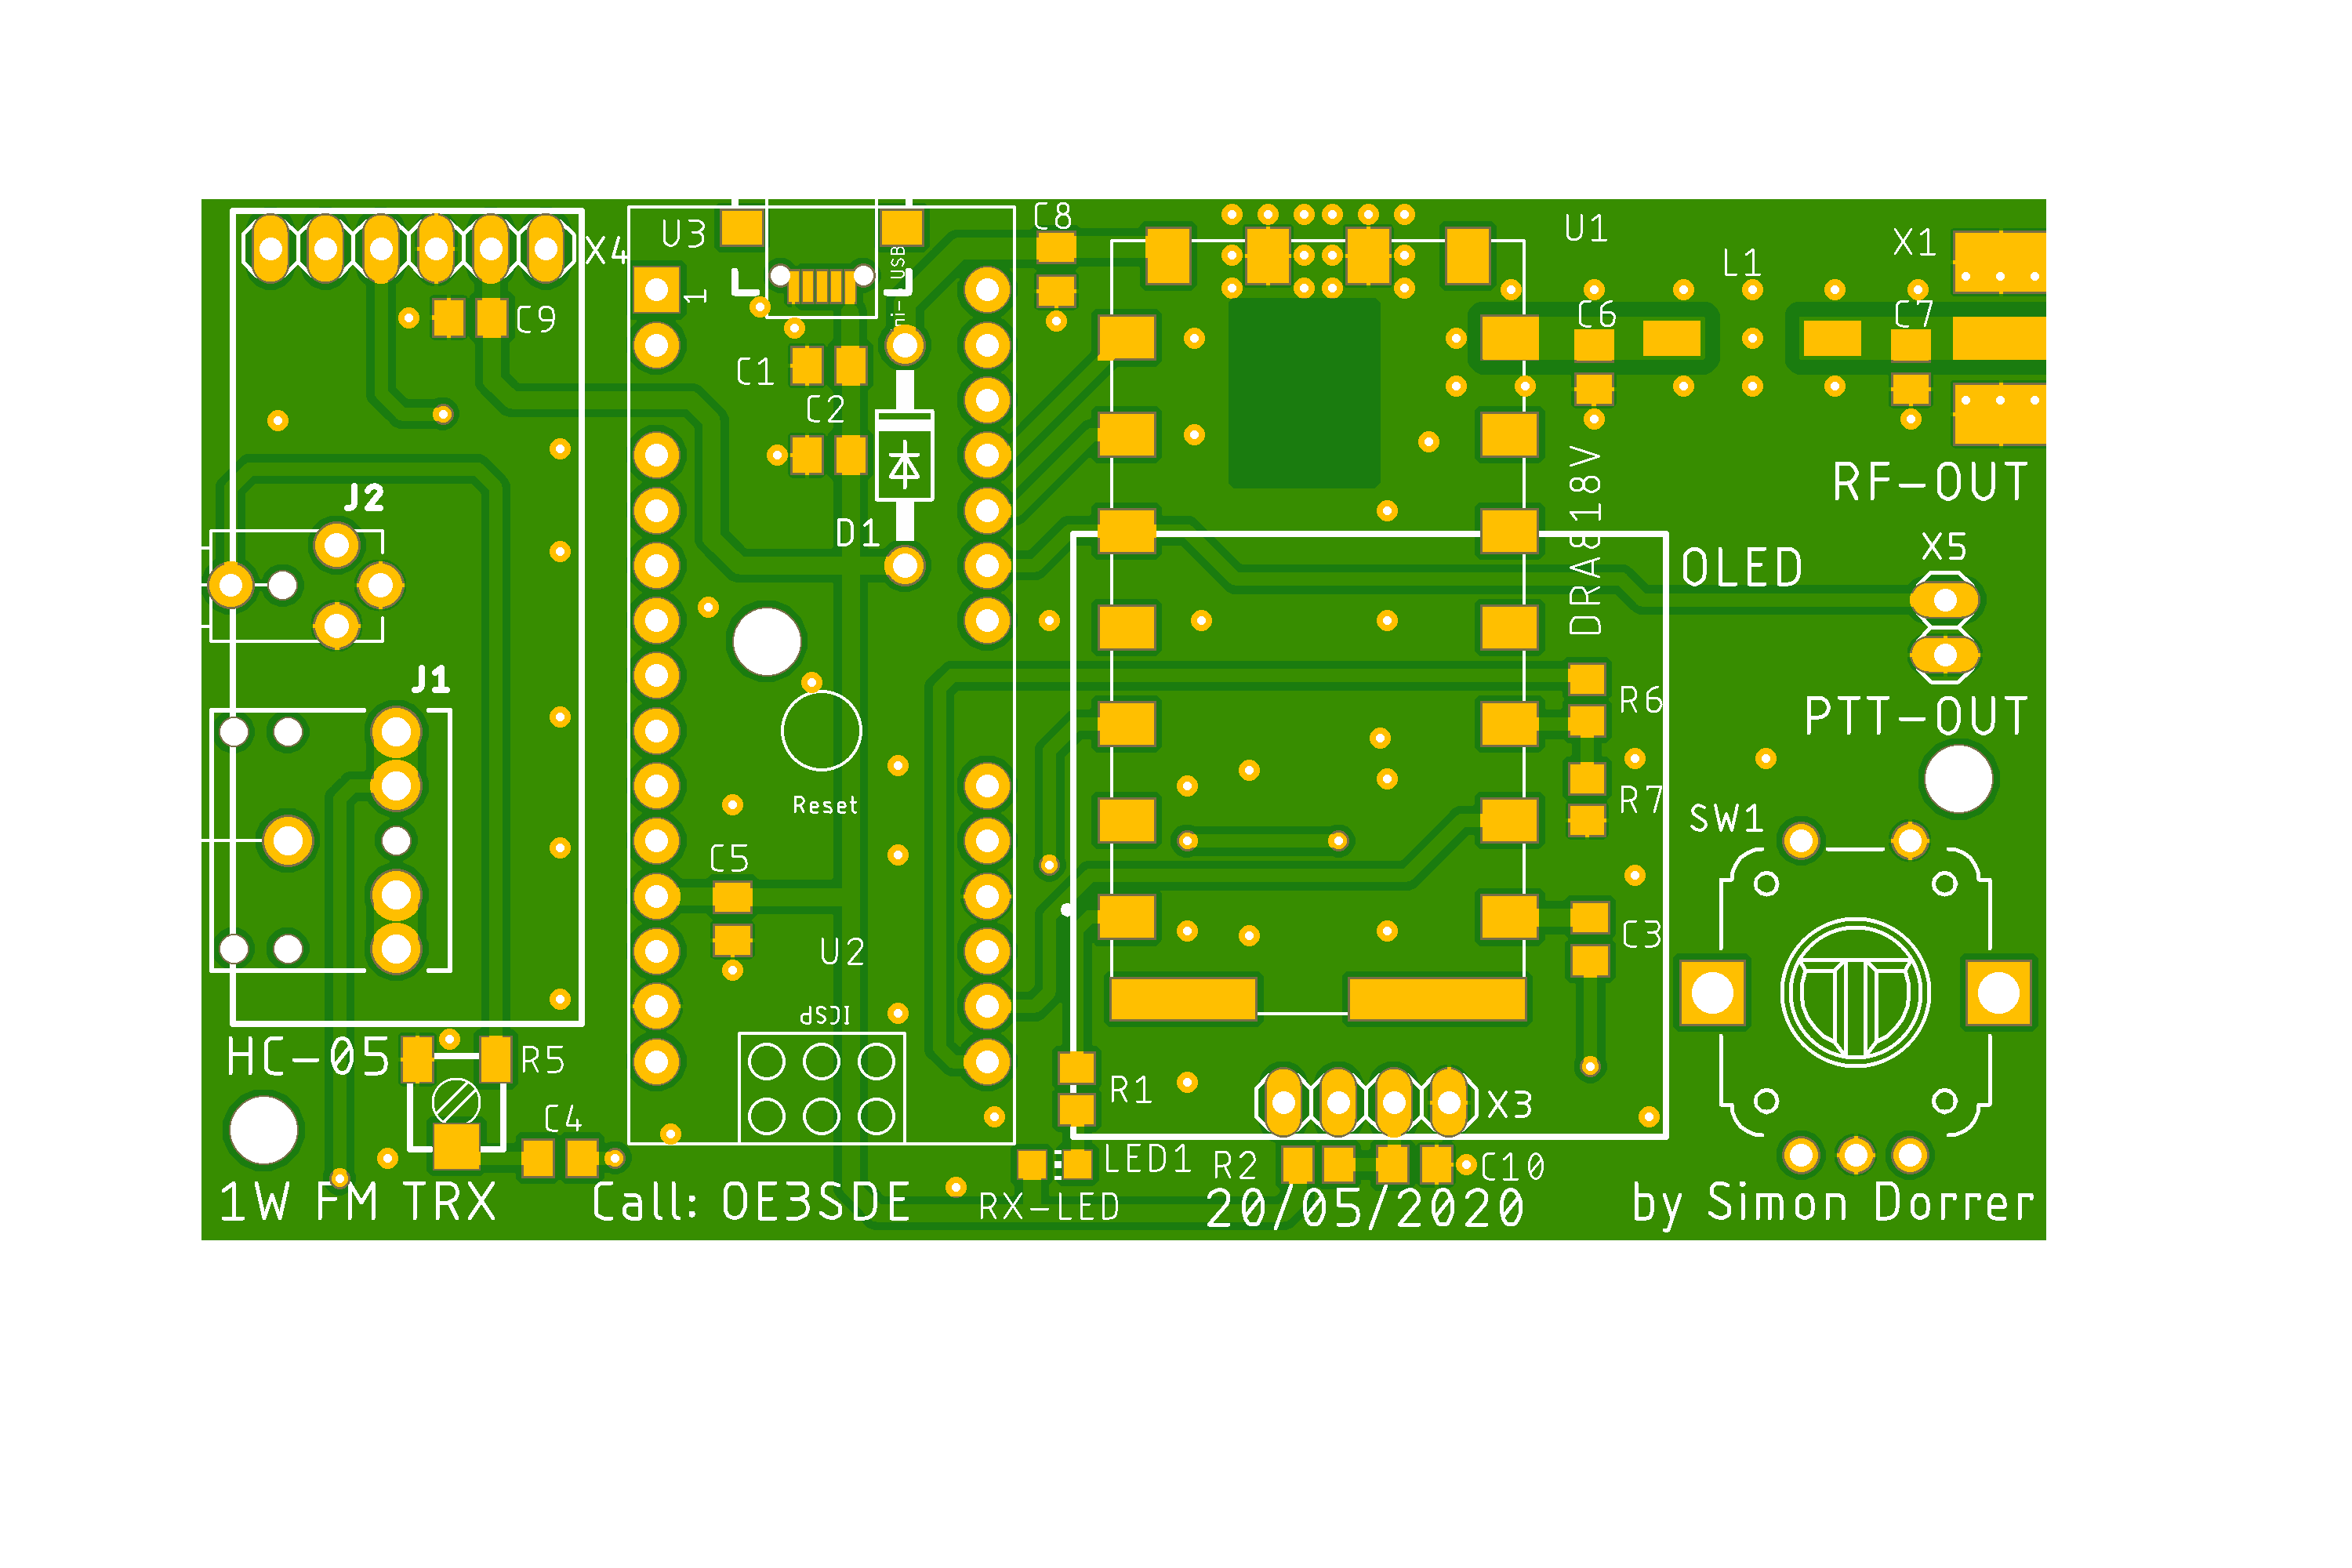 C8
U3
U1
X1
X4
L1
1
ni-USB
C9
C6
C7
C1
C2
RF-OUT
J2
DRA818V
D1
X5
OLED
J1
R6
PTT-OUT
Reset
R7
SW1
C5
U2
C3
ICSP
HC-05
R5
R1
X3
C4
LED1
R2
C10
1W FM TRX
Call: OE3SDE
RX-LED
20/05/2020
by Simon Dorrer